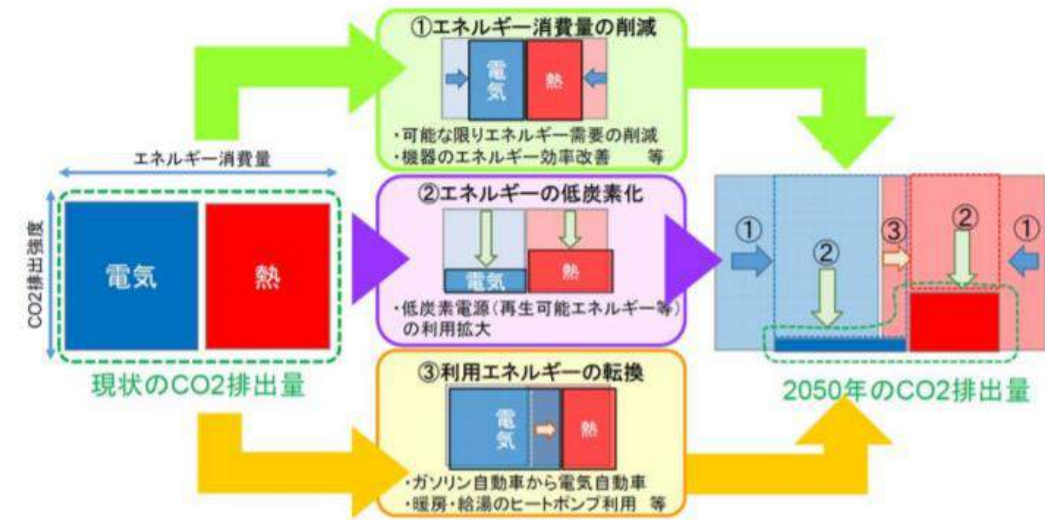 ①エネルギー消費量の削減
電気
熱
・可能な限りエネルギー需要の削減
・機器のエネルギー効率改善 等
エネルギー消費量
CO2排出強度
電気
熱
現状のCO2排出量
②エネルギーの低炭素化
電気
熱
・低炭素電源(再生可能エネルギー等)
の利用拡大
③利用エネルギーの転換
電気
熱
・ガソリン自動車から電気自動車
・暖房・給湯のヒートポンプ利用 等
①
②
③
②
①
2050年のCO2排出量